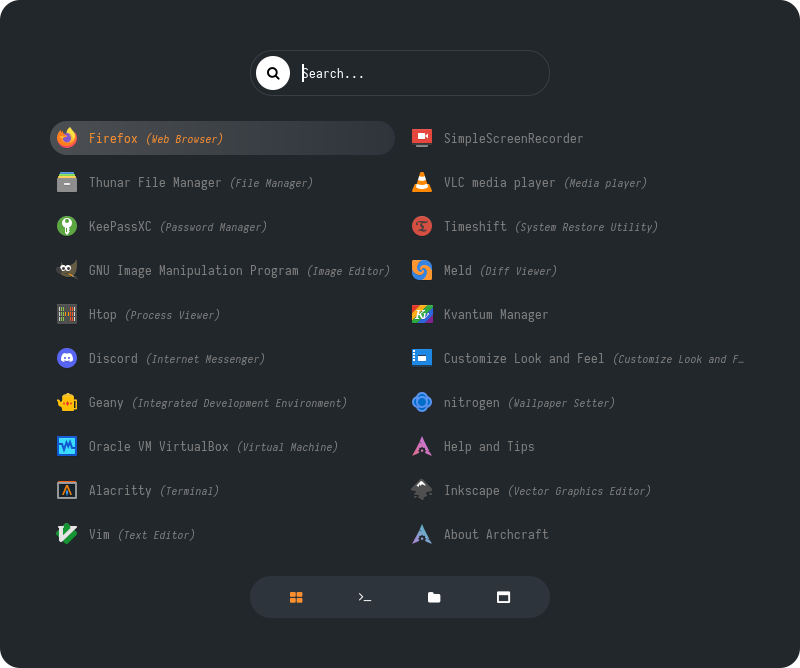 Search...
Firefox (Web Browser)
Thunar File Manager (File Manager)
KeePassXC (Password Manager)
GNU Image Manipulation Program (Image Editor)
Htop (Process Viewer)
Discord (Internet Messenger)
Geany (Integrated Development Environment)
Oracle VM VirtualBox (Virtual Machine)
Alacritty (Terminal)
Vim (Text Editor)
SimpleScreenRecorder
VLC media player (Media player)
Timeshift (System Restore Utility)
Meld (Diff Viewer)
Kvantum Manager
Customize Look and Feel (Customize Look and F…
nitrogen (Wallpaper Setter)
Help and Tips
Inkscape (Vector Graphics Editor)
About Archcraft